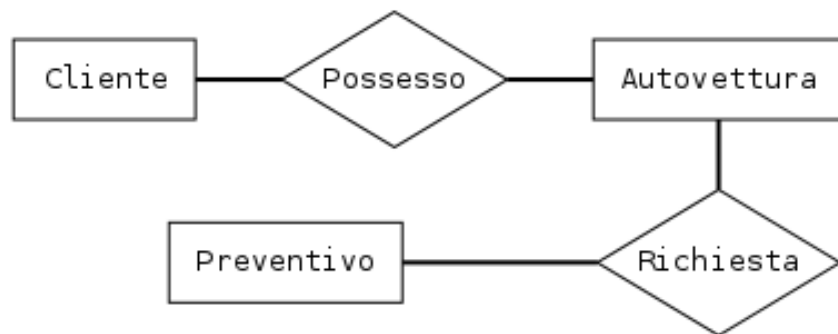 Cliente
Possesso
Autovettura
Preventivo
Richiesta